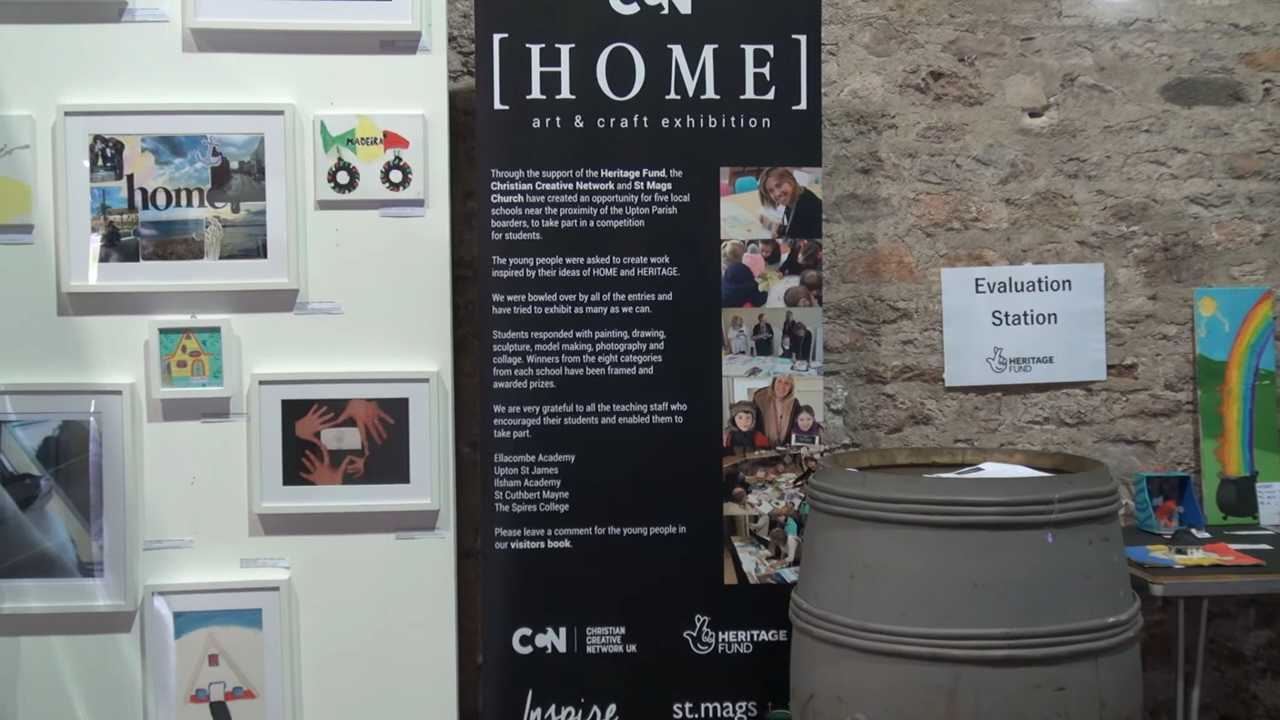 home
MADEiRA
CCN
[HOME]
art & craft exhibition
Through the support of the Heritage Fund, the
Christian Creative Network and St Mags
Church have created an opportunity for five local
schools near the proximity of the Upton Parish
boarders, to take part in a competition
for students.
The young people were asked to create work
inspired by their ideas of HOME and HERITAGE.
We were bowled over by all of the entries and
have tried to exhibit as many as we can.
Students responded with painting, drawing,
sculpture, model making, photography and
collage. Winners from the eight categories
from each school have been framed and
awarded prizes.
We are very grateful to all the teaching staff who
encouraged their students and enabled them to
take part.
Ellacombe Academy
Upton St James
Ilsham Academy
St Cuthbert Mayne
The Spires College
Please leave a comment for the young people in
our visitors book.
CCN
CHRISTIAN
CREATIVE
NETWORK UK
HERITAGE
FUND
Inspire
st.mags
Evaluation
Station
HERITAGE
FUND